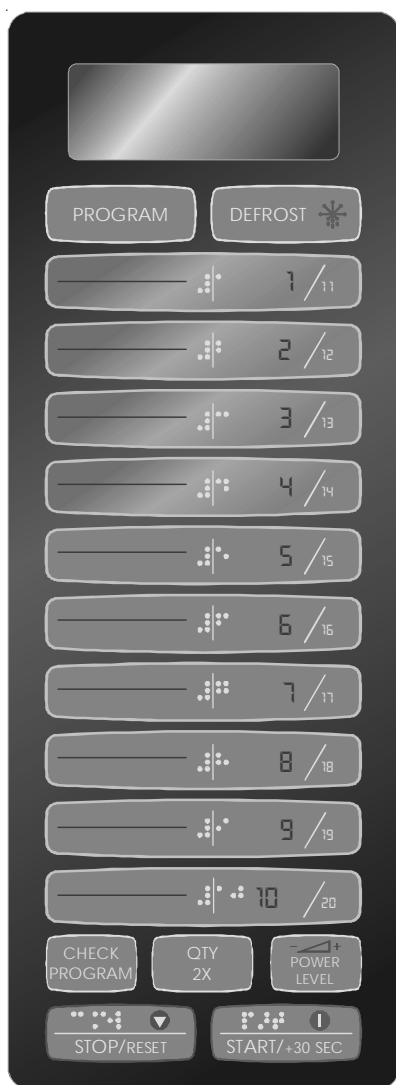 PROGRAM
DEFROST
1/11
2/12
3/13
4/14
5/15
6/16
7/17
8/18
9/19
10/20
CHECK
PROGRAM
QTY
2X
- +
POWER
LEVEL
STOP/RESET
START/+30 SEC